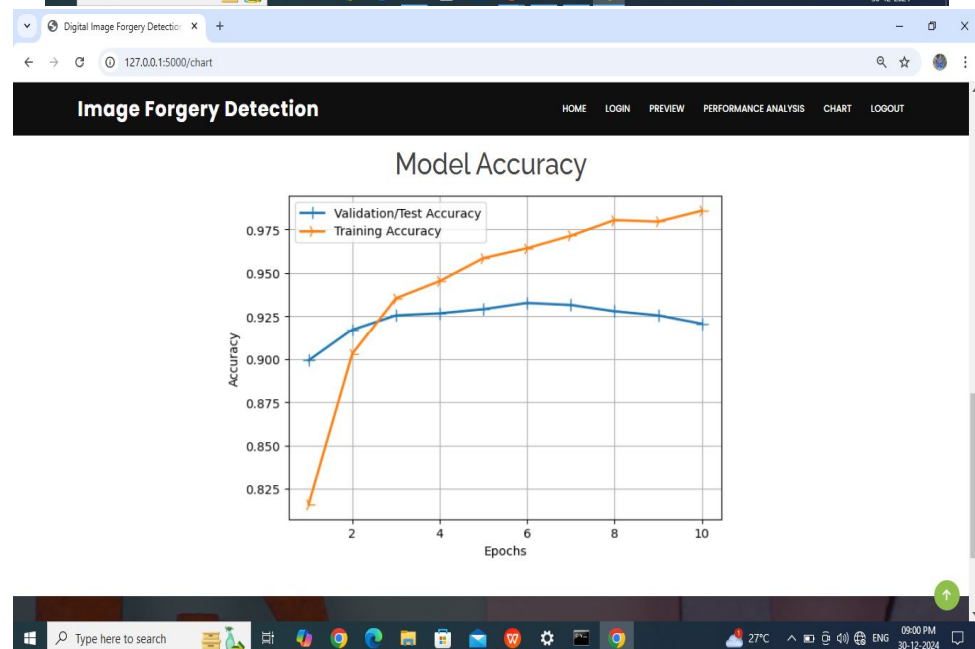 Digital Image Forgery Detectio
127.0.0.1:5000/chart
Image Forgery Detection
HOME LOGIN PREVIEW PERFORMANCE ANALYSIS CHART LOGOUT
Model Accuracy
Validation/Test Accuracy
Training Accuracy
0.975
0.950
0.925
0.900
0.875
0.850
0.825
Accuracy
2 4 6 8 10
Epochs
Type here to search
27°C
ENG
09:00 PM
30-12-2024